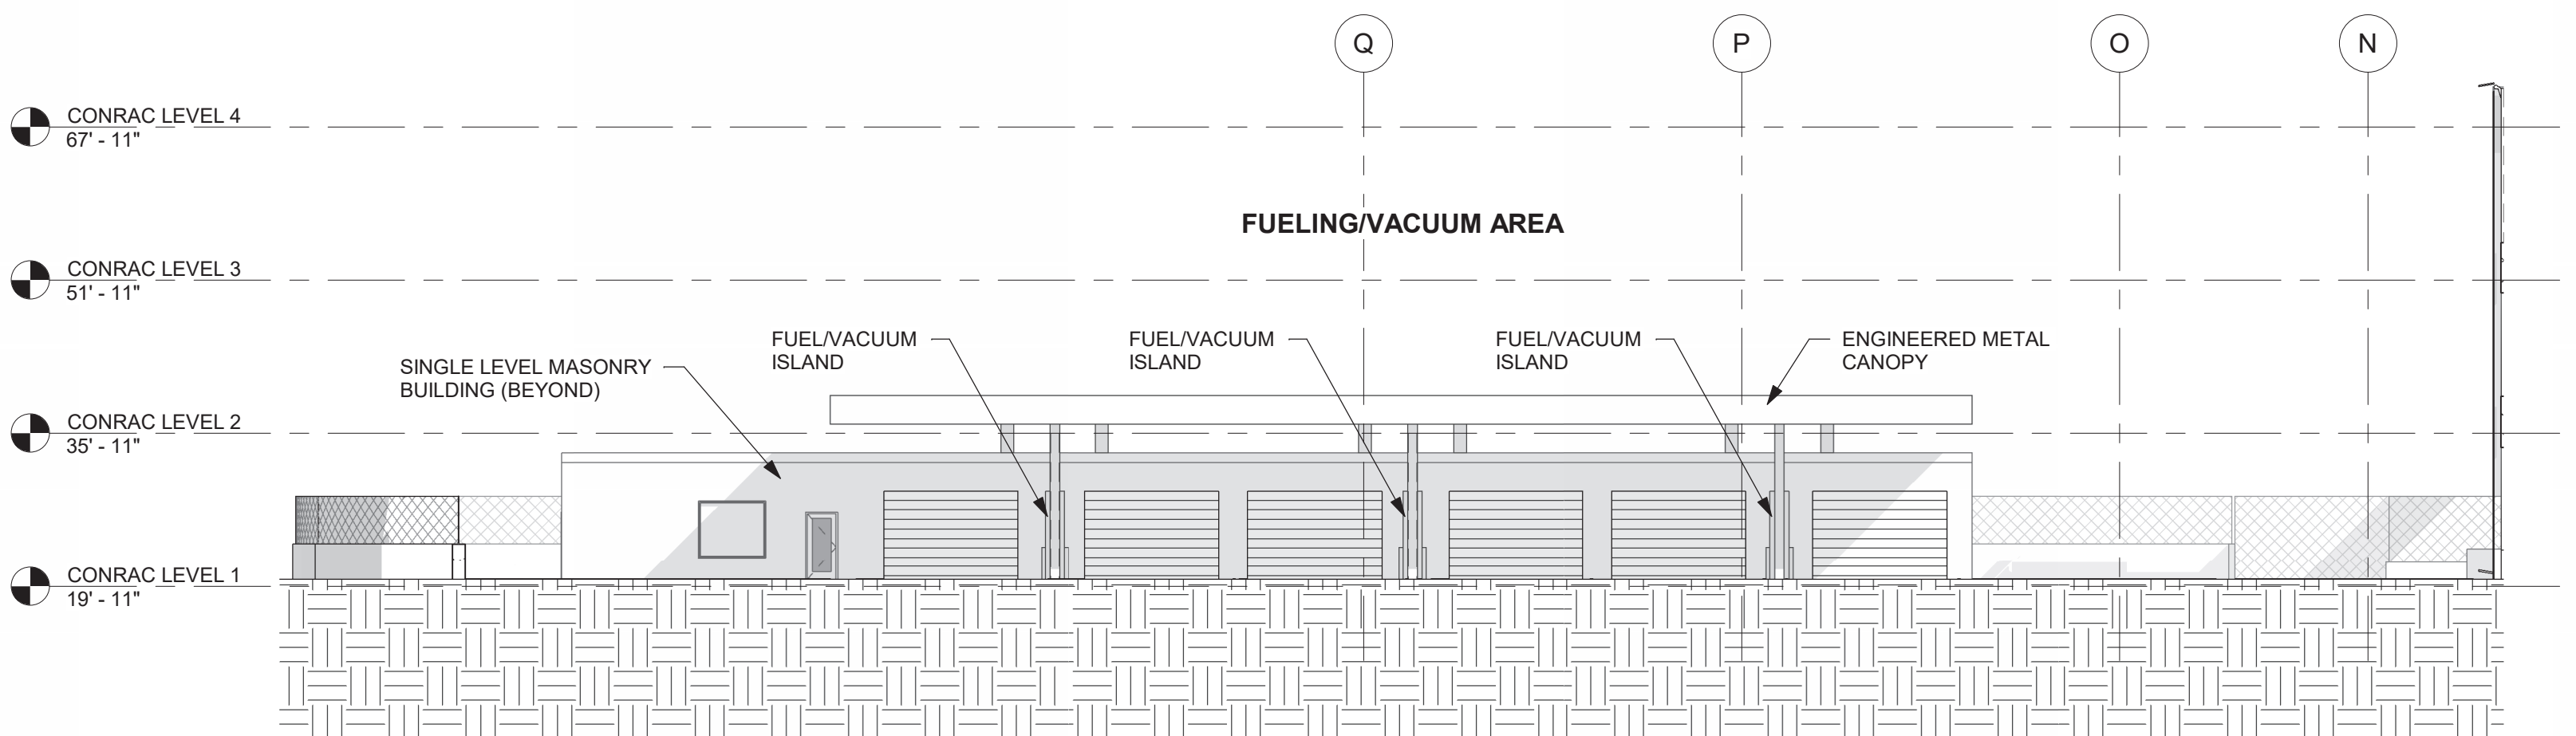 Q
P
O
N
CONRAC LEVEL 4
67' - 11"
FUELING/VACUUM AREA
CONRAC LEVEL 3
51' - 11"
SINGLE LEVEL MASONRY
BUILDING (BEYOND)
FUEL/VACUUM
ISLAND
FUEL/VACUUM
ISLAND
FUEL/VACUUM
ISLAND
ENGINEERED METAL
CANOPY
CONRAC LEVEL 2
35' - 11"
CONRAC LEVEL 1
19' - 11"